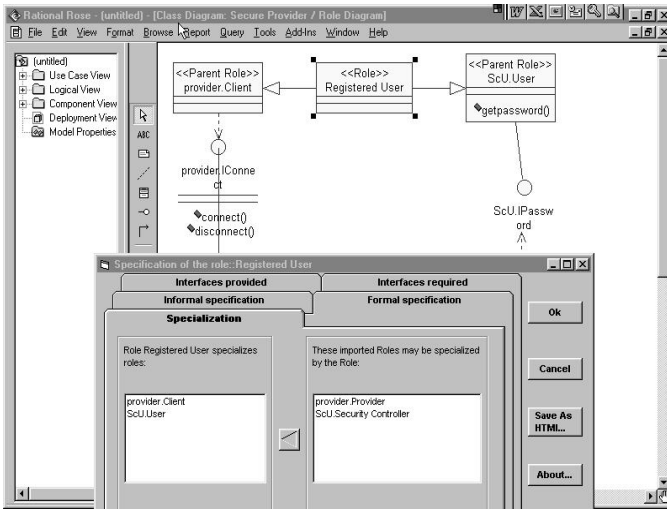 Rational Rose - (untitled) - [Class Diagram: Secure Provider / Role Diagram]
File Edit View Format Browse Report Query Tools Add-Ins Window Help
(untitled)
Use Case View
Logical View
Component View
Deployment View
Model Properties
ABC
<<Parent Role>>
provider.Client
<<Role>>
Registered User
<<Parent Role>>
ScU.User
getpassword()
provider.IConne
ct
connect()
disconnect()
ScU.IPassw
ord
Specification of the role::Registered User
Interfaces provided
Interfaces required
Informal specification
Formal specification
Specialization
Role Registered User specializes
roles:
provider.Client
ScU.User
These imported Roles may be specialized
by the Role:
provider.Provider
ScU.Security Controller
Ok
Cancel
Save As
HTMl...
About...